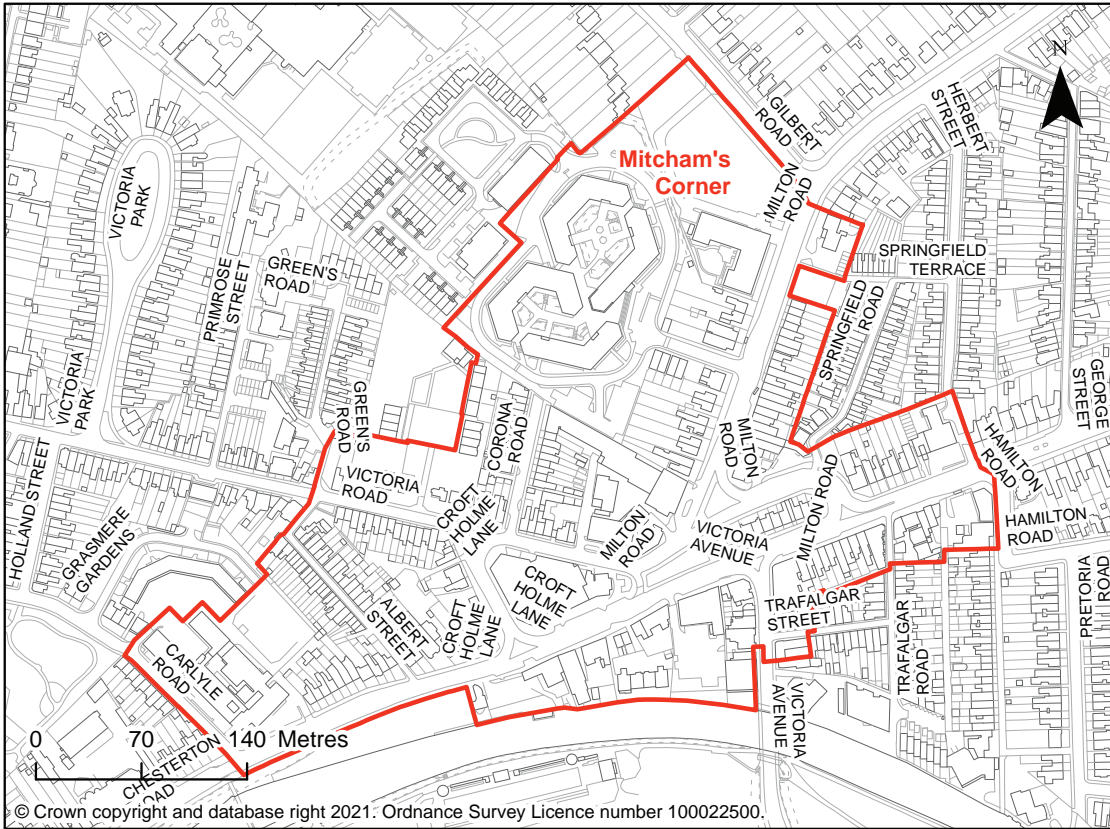 N
GILBERT
ROAD
HERBERT
STREET
Mitcham's
Corner
MILTON
ROAD
VICTORIA
PARK
PRIMROSE
STREET
GREEN'S
ROAD
SPRINGFIELD
TERRACE
SPRINGFIELD
ROAD
VICTORIA
PARK
GREEN'S
ROAD
GEORGE
STREET
CORONA
ROAD
MILTON
ROAD
HAMILTON
ROAD
HOLLAND STREET
VICTORIA
ROAD
CROFT
HOLME
LANE
MILTON ROAD
HAMILTON
ROAD
GRASMERE
GARDENS
MILTON
ROAD
VICTORIA
AVENUE
PRETORIA
ROAD
CROFT
HOLME
LANE
ALBERT
STREET
CROFT
HOLME
LANE
TRAFALGAR
STREET
TRAFALGAR
ROAD
CARLYLE
ROAD
VICTORIA
AVENUE
CHESTERTON
ROAD
0 70 140 Metres
© Crown copyright and database right 2021. Ordnance Survey Licence number 100022500.